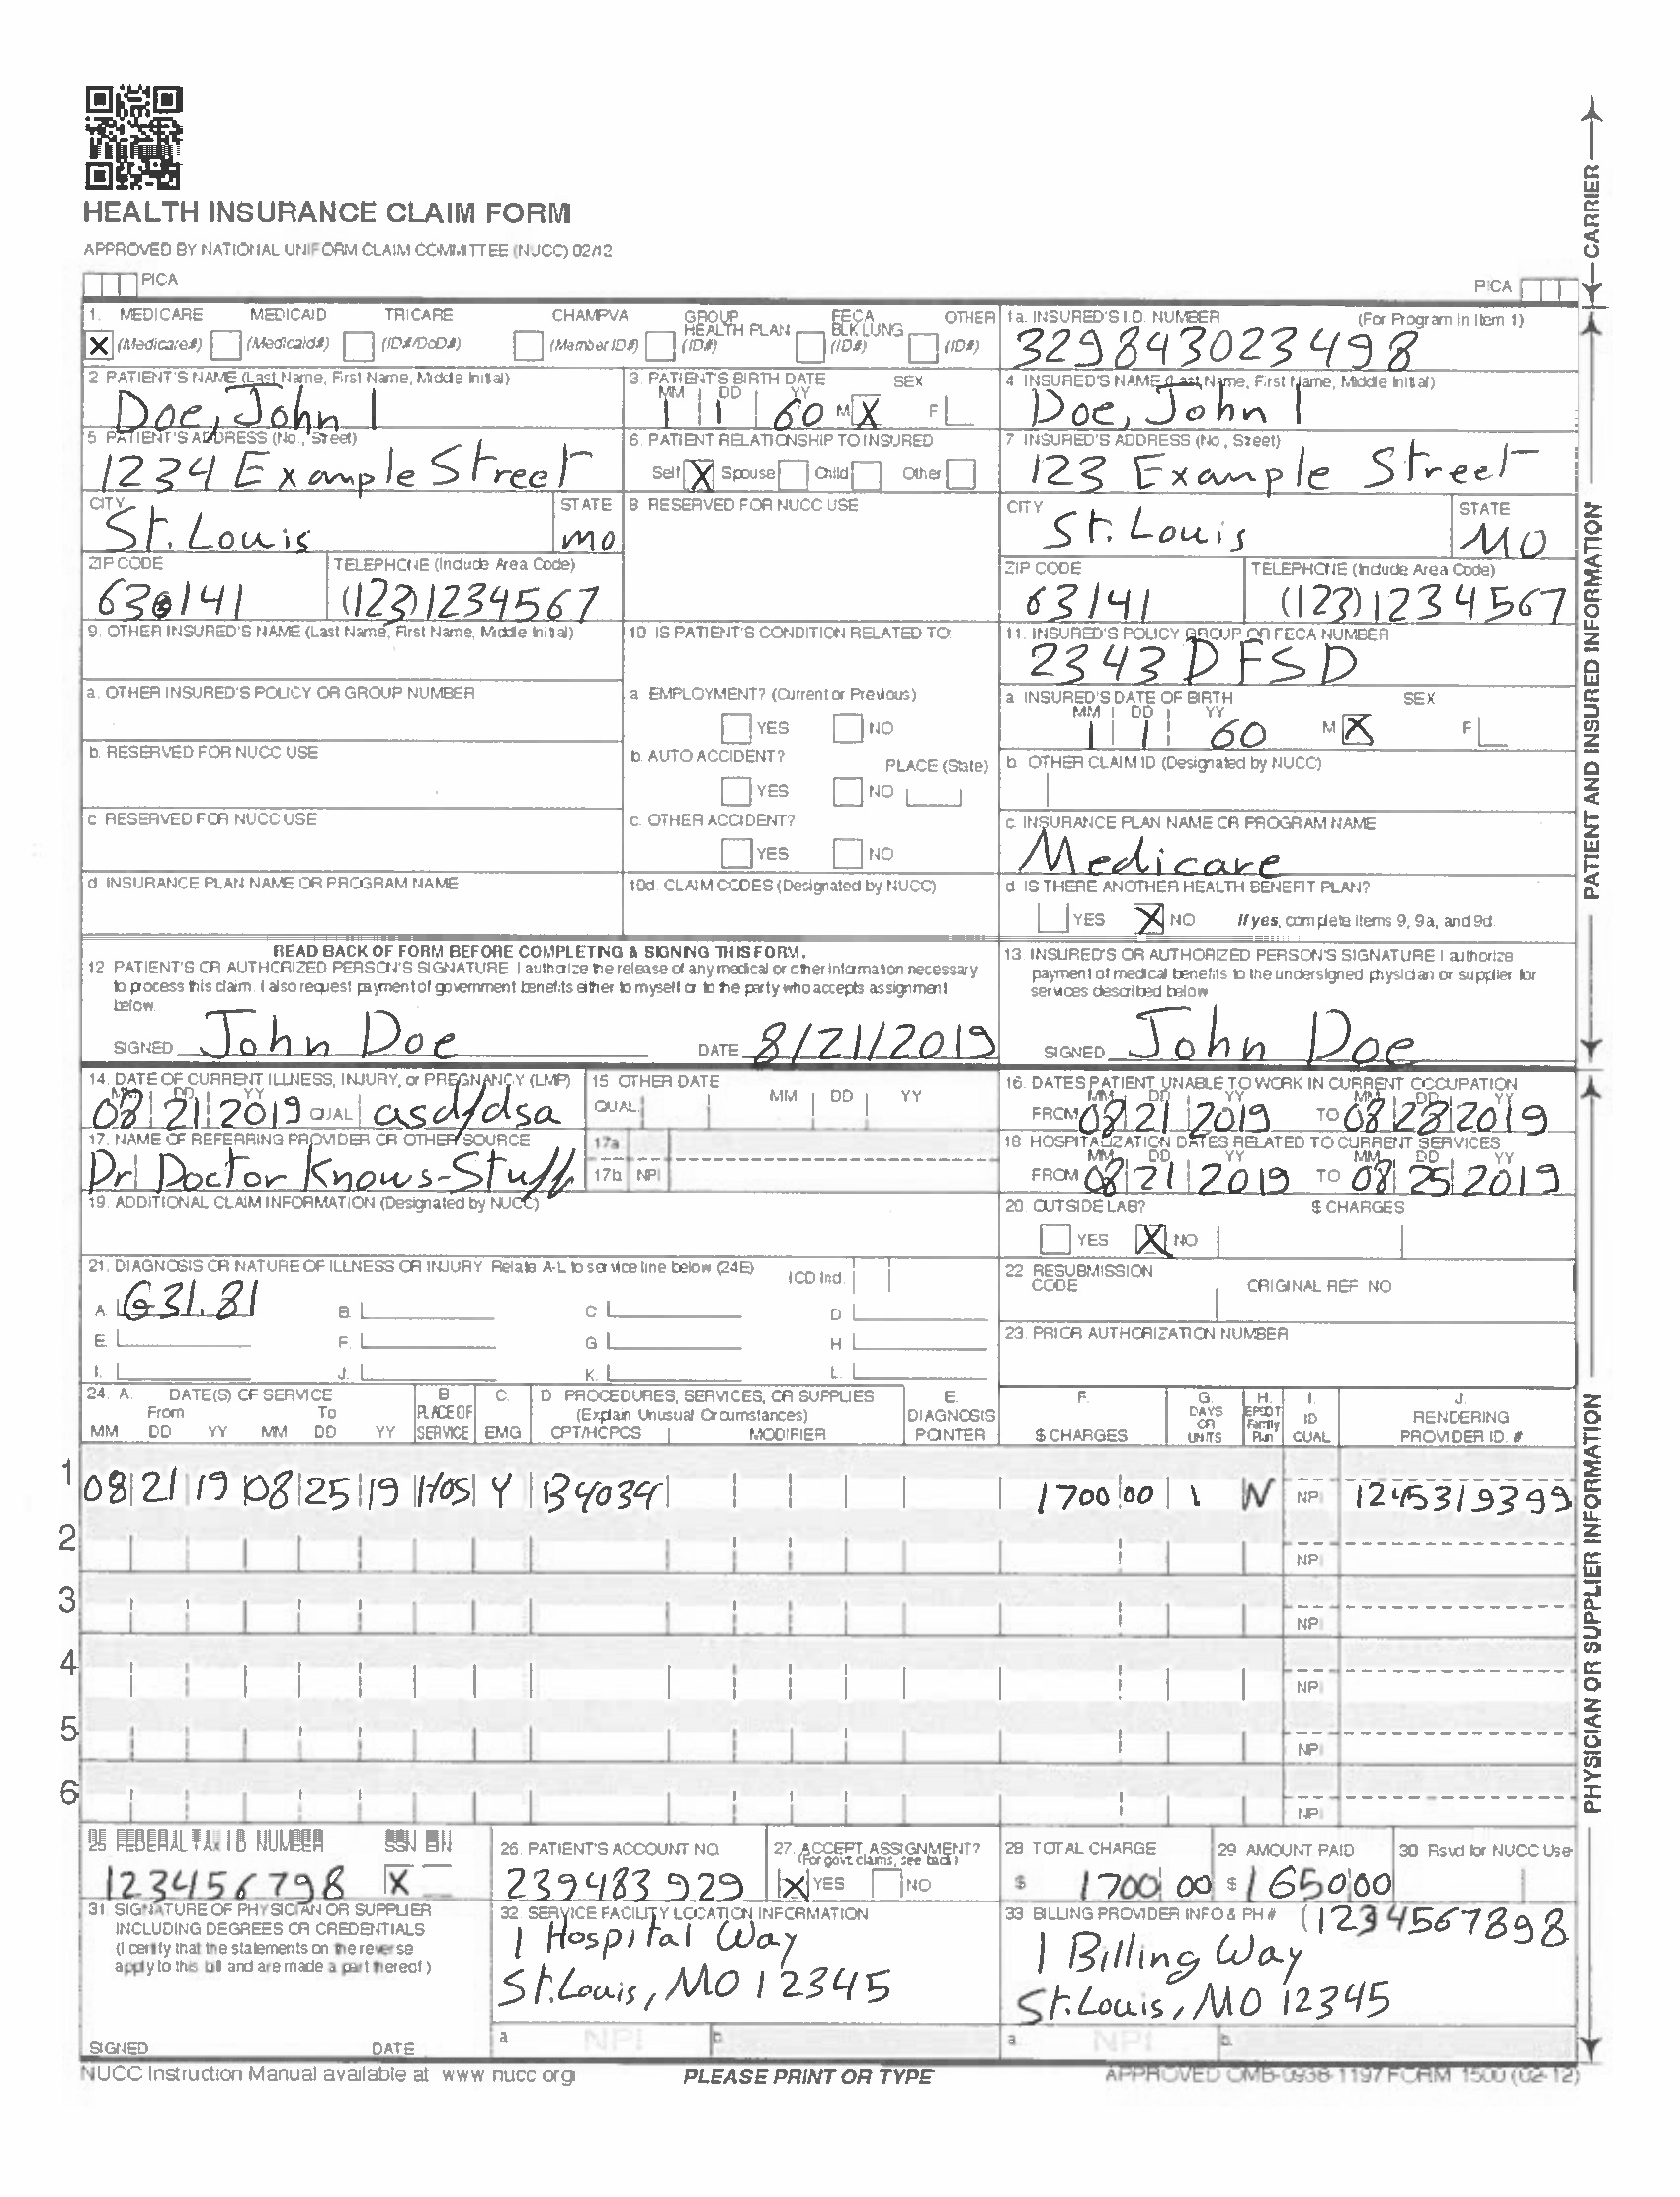 HEALTH INSURANCE CLAIM FORM
APPROVED BY NATIONAL UNIFORM CLAIM COMMITTEE (NUCC) 02/12
PICA
PICA
CARRIER
1. MEDICARE MEDICAID TRICARE CHAMPVA GROUP HEALTH PLAN FECA BLK LUNG OTHER
X (Medicare#) (Medicaid#) (ID#/DoD#) (Member ID#) (ID#) (ID#) (ID#)
1a. INSURED'S I.D. NUMBER (For Program in Item 1)
329843023498
2 PATIENT'S NAME (Last Name, First Name, Middle Initial)
Doe, John I
3. PATIENT'S BIRTH DATE SEX
MM DD YY
1 1 60 M X F
4 INSURED'S NAME (Last Name, First Name, Middle Initial)
Doe, John I
5 PATIENT'S ADDRESS (No., Street)
1234 Example Street
6. PATIENT RELATIONSHIP TO INSURED
Self X Spouse Child Other
7 INSURED'S ADDRESS (No., Street)
123 Example Street
CITY STATE
St. Louis MO
8 RESERVED FOR NUCC USE
CITY STATE
St. Louis MO
ZIP CODE TELEPHONE (Include Area Code)
(123)1234567
ZIP CODE TELEPHONE (Include Area Code)
63141 (123)1234567
9. OTHER INSURED'S NAME (Last Name, First Name, Middle Initial)
10 IS PATIENT'S CONDITION RELATED TO:
11. INSURED'S POLICY GROUP OR FECA NUMBER
2343DFSD
a. OTHER INSURED'S POLICY OR GROUP NUMBER
a EMPLOYMENT? (Current or Previous)
YES NO
a INSURED'S DATE OF BIRTH SEX
MM DD YY
1 1 60 M X F
b. RESERVED FOR NUCC USE
b. AUTO ACCIDENT? PLACE (State)
YES NO
b. OTHER CLAIM ID (Designated by NUCC)
c RESERVED FOR NUCC USE
c. OTHER ACCIDENT?
YES NO
c. INSURANCE PLAN NAME OR PROGRAM NAME
Medicare
d INSURANCE PLAN NAME OR PROGRAM NAME
10d. CLAIM CODES (Designated by NUCC)
d IS THERE ANOTHER HEALTH BENEFIT PLAN?
YES X NO If yes, complete items 9, 9a, and 9d.
PATIENT AND INSURED INFORMATION
READ BACK OF FORM BEFORE COMPLETING & SIGNING THIS FORM.
12 PATIENT'S OR AUTHORIZED PERSON'S SIGNATURE I authorize the release of any medical or other information necessary
to process this claim. I also request payment of government benefits either to myself or to the party who accepts assignment
below.
SIGNED John Doe DATE 8/21/2019
13. INSURED'S OR AUTHORIZED PERSON'S SIGNATURE I authorize
payment of medical benefits to the undersigned physician or supplier for
services described below
SIGNED John Doe
14. DATE OF CURRENT ILLNESS, INJURY, or PREGNANCY (LMP)
MM DD YY
08 21 2019 QUAL asdfdsa
15 OTHER DATE
QUAL MM DD YY
16. DATES PATIENT UNABLE TO WORK IN CURRENT OCCUPATION
MM DD YY MM DD YY
FROM 08 21 2019 TO 08 28 2019
17. NAME OF REFERRING PROVIDER OR OTHER SOURCE
Dr Doctor Knows-Stuff
17a
17b NPI
18 HOSPITALIZATION DATES RELATED TO CURRENT SERVICES
MM DD YY MM DD YY
FROM 08 21 2019 TO 08 25 2019
19. ADDITIONAL CLAIM INFORMATION (Designated by NUCC)
20. OUTSIDE LAB? $ CHARGES
YES X NO
21. DIAGNOSIS OR NATURE OF ILLNESS OR INJURY Relate A-L to service line below (24E) ICD Ind.
A. G31.81 B. C. D.
E. F. G. H.
I. J. K. L.
22 RESUBMISSION CODE ORIGINAL REF NO
23. PRIOR AUTHORIZATION NUMBER
24. A. DATE(S) OF SERVICE B C. D PROCEDURES, SERVICES, OR SUPPLIES E. F. G. H. I. J.
From To PLACE OF (Explain Unusual Circumstances) DIAGNOSIS DAYS OR EPSDT Family ID RENDERING
MM DD YY MM DD YY SERVICE EMG CPT/HCPCS MODIFIER POINTER $ CHARGES UNITS Plan QUAL PROVIDER ID. #
1 08 21 19 08 25 19 Hos Y B4034 1700 00 1 N NPI 1245319399
2 NPI
3 NPI
4 NPI
5 NPI
6 NPI
PHYSICIAN OR SUPPLIER INFORMATION
25 FEDERAL TAX ID NUMBER SSN EIN
123456798 X
26. PATIENT'S ACCOUNT NO.
239483929
27. ACCEPT ASSIGNMENT?
(For govt. claims, see back)
X YES NO
28 TOTAL CHARGE
$ 1700 00
29 AMOUNT PAID
$ 1650 00
30 Rsvd for NUCC Use
31 SIGNATURE OF PHYSICIAN OR SUPPLIER
INCLUDING DEGREES OR CREDENTIALS
(I certify that the statements on the reverse
apply to this bill and are made a part thereof.)
SIGNED DATE
32 SERVICE FACILITY LOCATION INFORMATION
1 Hospital Way
St.Louis, MO 12345
a NPI b
33 BILLING PROVIDER INFO & PH # (1234567898
1 Billing Way
St.Louis, MO 12345
a. NPI b.
NUCC Instruction Manual available at www nucc org
PLEASE PRINT OR TYPE
APPROVED OMB-0938-1197 FORM 1500 (02-12)